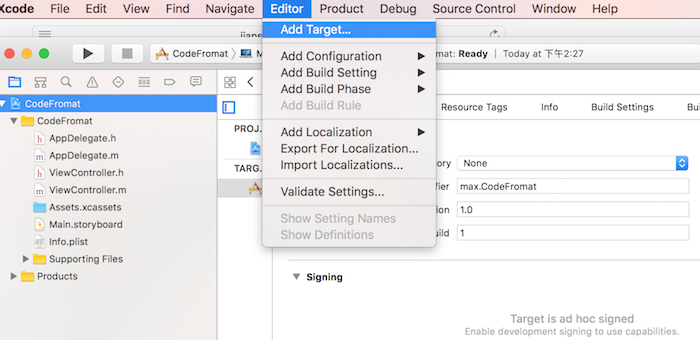 Xcode File Edit View Find Navigate Editor Product Debug Source Control Window Help
Add Target...
CodeFromat
mat: Ready | Today at 下午2:27
Add Configuration
Add Build Setting
Add Build Phase
Add Build Rule
Add Localization
Export For Localization...
Import Localizations...
Validate Settings...
Show Setting Names
Show Definitions
CodeFromat
CodeFromat
AppDelegate.h
AppDelegate.m
ViewController.h
ViewController.m
Assets.xcassets
Main.storyboard
Info.plist
Supporting Files
Products
PROJ
TARG
Resource Tags Info Build Settings Bui
ory None
ifier max.CodeFromat
ion 1.0
uild 1
Signing
Target is ad hoc signed
Enable development signing to use capabilities.